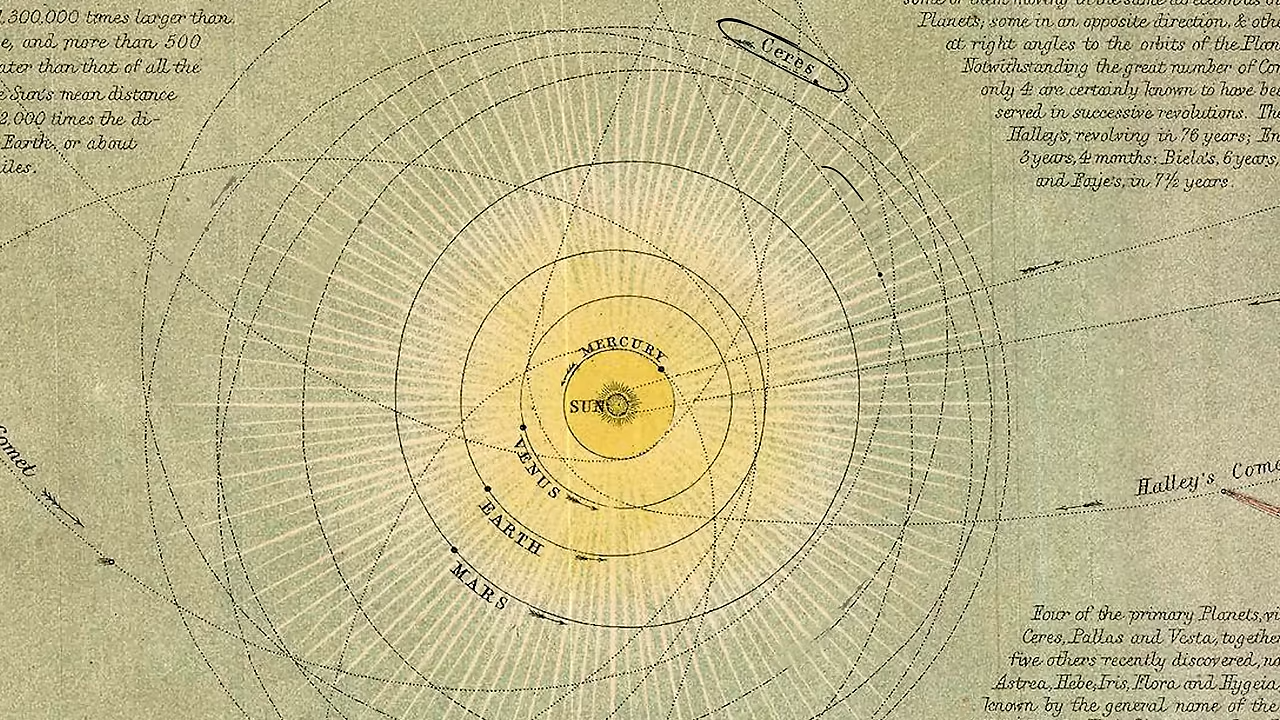 1,300,000 times larger than
e, and more than 500
ater than that of all the
Sun's mean distance
2,000 times the di-
Earth, or about
iles.
Planets, some in an opposite direction, & oth
at right angles to the orbits of the Plan
Notwithstanding the great number of Com
only 4 are certainly known to have bee
served in successive revolutions. Th
Halley's, revolving in 76 years; En
3 years, 4 months: Biela's, 6 years
and Faye's, in 7½ years.
Ceres
MERCURY
SUN
VENUS
EARTH
MARS
Comet
Halley's Come
Four of the primary Planets, vi
Ceres, Pallas and Vesta, togethe
five others recently discovered, na
Astrea, Hebe, Iris, Flora and Hygeia,
known by the general name of the